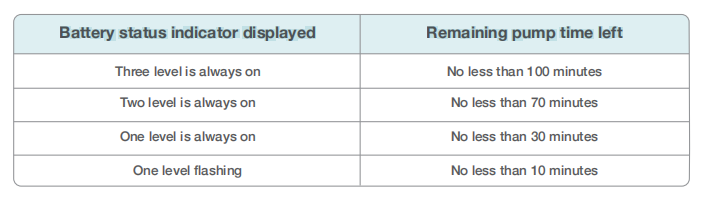 Battery status indicator displayed Remaining pump time left
Three level is always on No less than 100 minutes
Two level is always on No less than 70 minutes
One level is always on No less than 30 minutes
One level flashing No less than 10 minutes